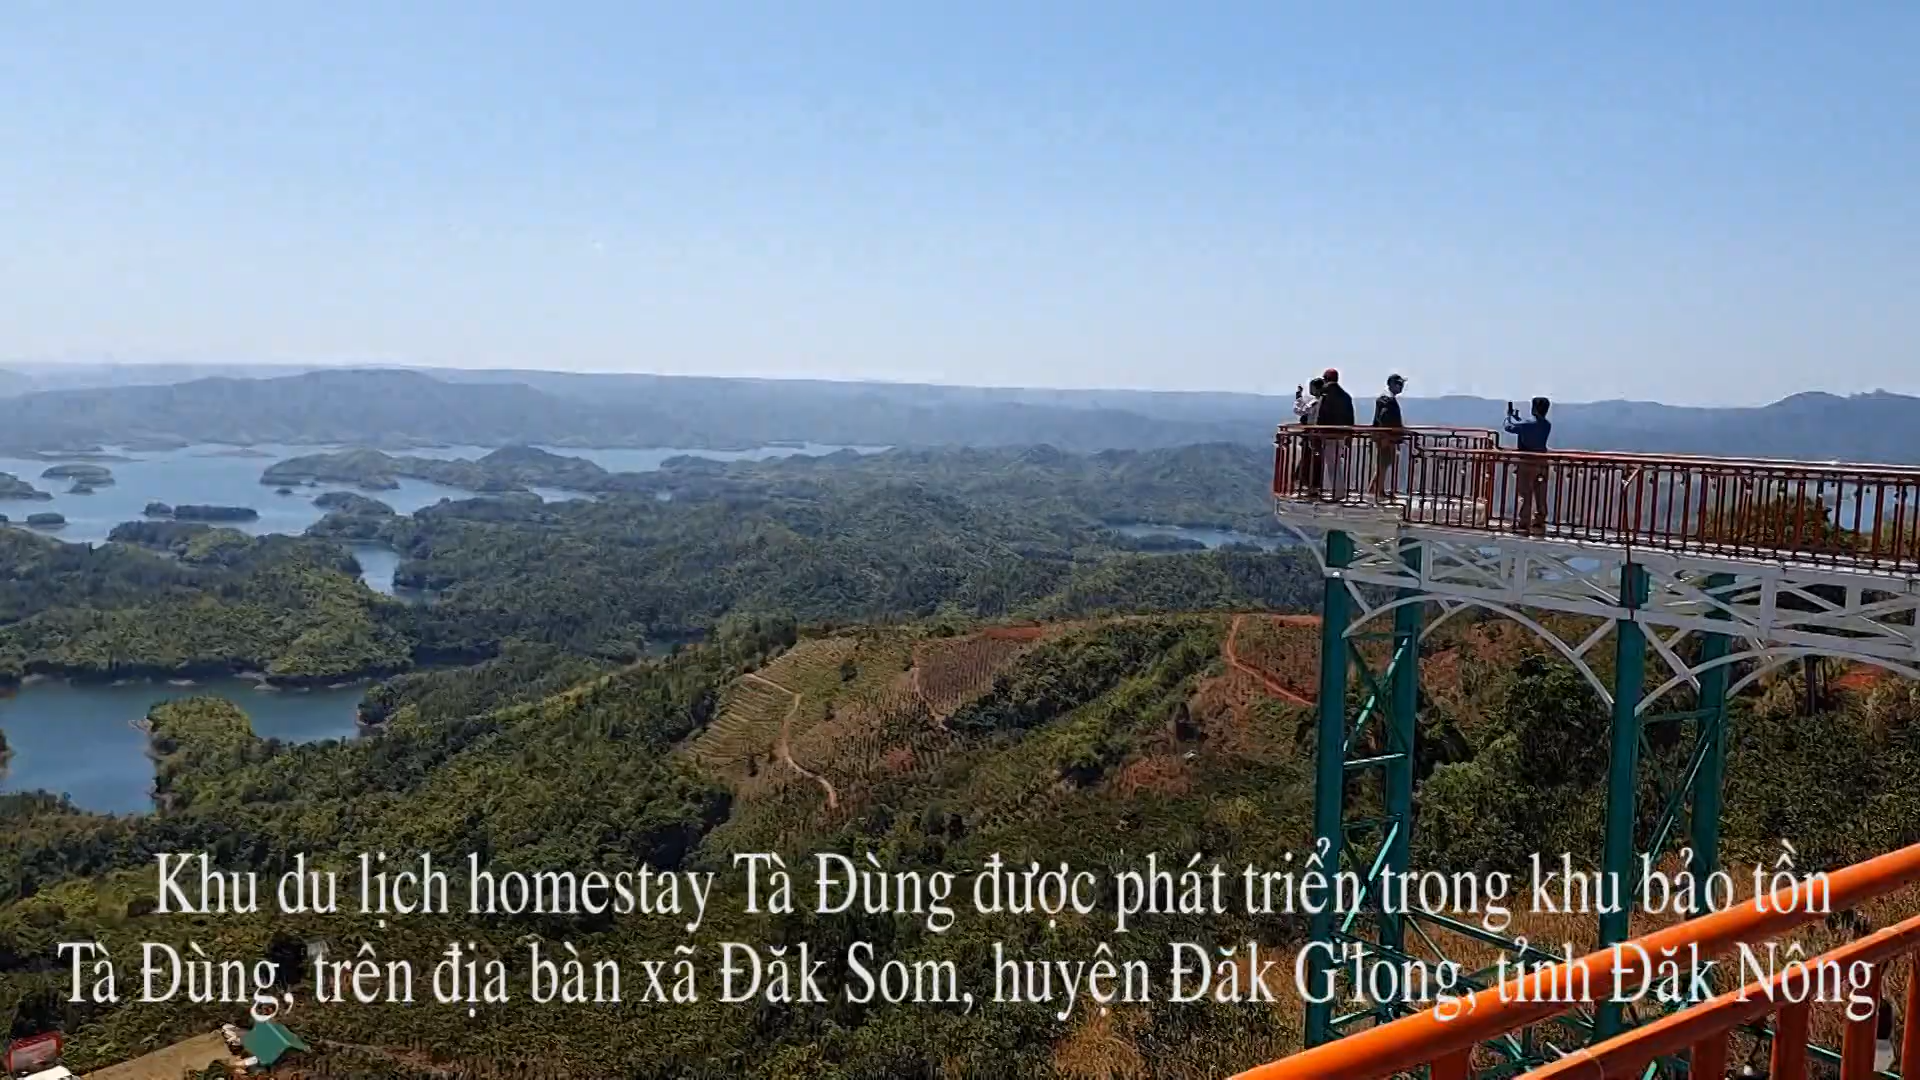 Khu du lịch homestay Tà Đùng được phát triển trong khu bảo tồn
Tà Đùng, trên địa bàn xã Đăk Som, huyện Đăk G'long, tỉnh Đăk Nông